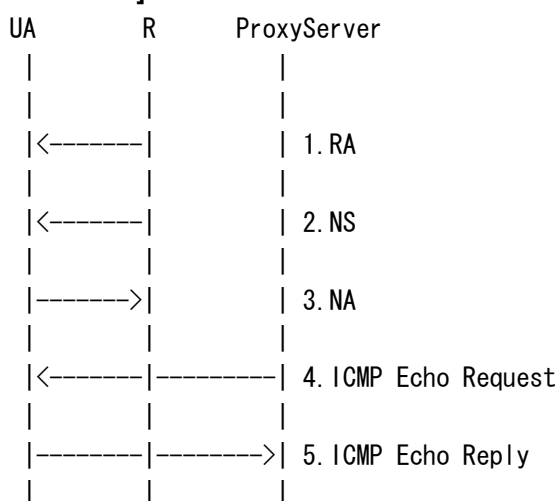 UA R ProxyServer
| | |
| | |
|<-------| | 1.RA
| | |
|<-------| | 2.NS
| | |
|------->| | 3.NA
| | |
|<-------|---------| 4.ICMP Echo Request
| | |
|--------|-------->| 5.ICMP Echo Reply
| | |